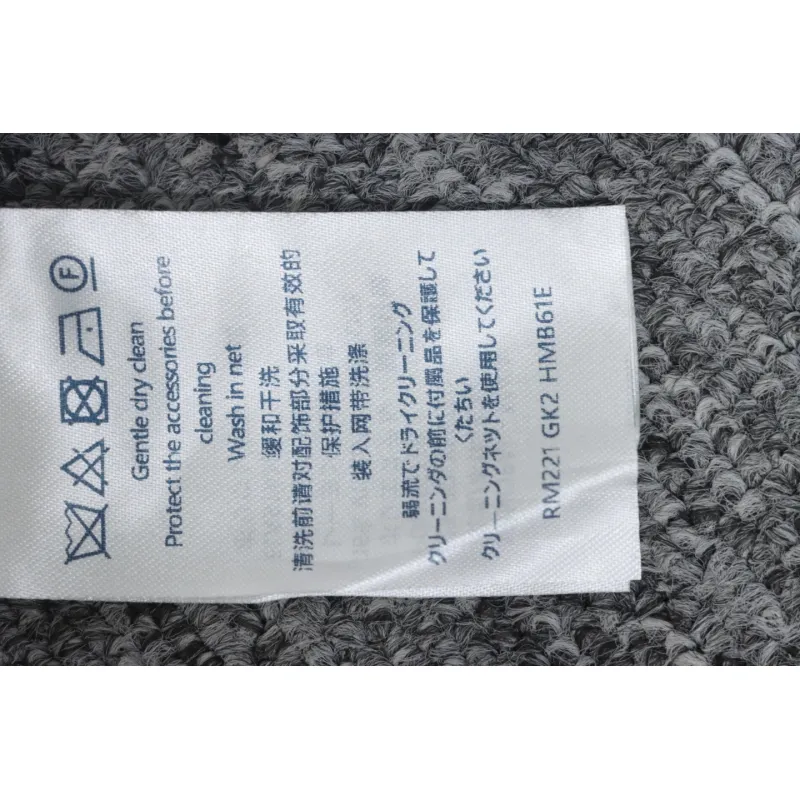 F
Gentle dry clean
Protect the accessories before
cleaning
Wash in net
缓和干洗
清洗前请对配饰部分采取有效的
保护措施
装入网带洗涤
弱流でドライクリーニング
クリーニンダの前に付属品を保護して
くたちい
クリーニングネットを使用してください
RM221 GK2 HMB61E